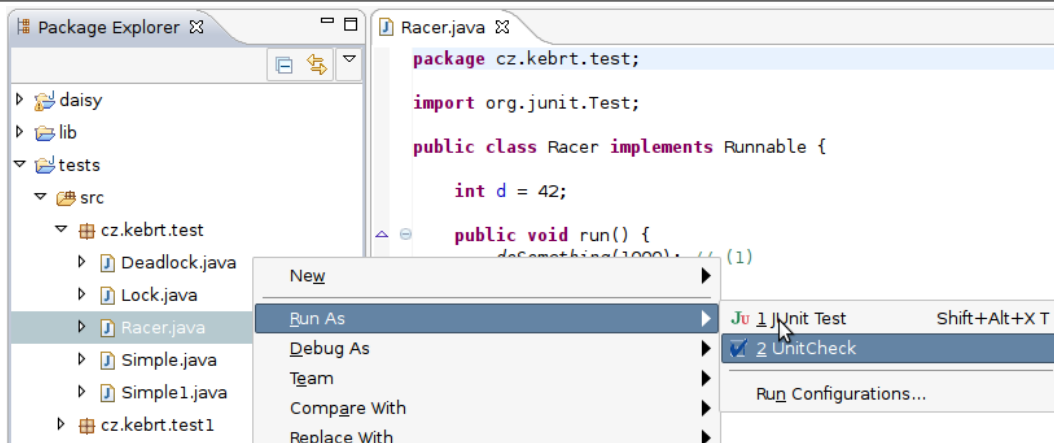 Package Explorer
daisy
lib
tests
src
cz.kebrt.test
Deadlock.java
Lock.java
Racer.java
Simple.java
Simple1.java
cz.kebrt.test1
Racer.java
package cz.kebrt.test;
import org.junit.Test;
public class Racer implements Runnable {
int d = 42;
public void run() {
doSomething(1000); // (1)
New
Run As
Debug As
Team
Compare With
Replace With
Ju 1 JUnit Test Shift+Alt+X T
2 UnitCheck
Run Configurations...